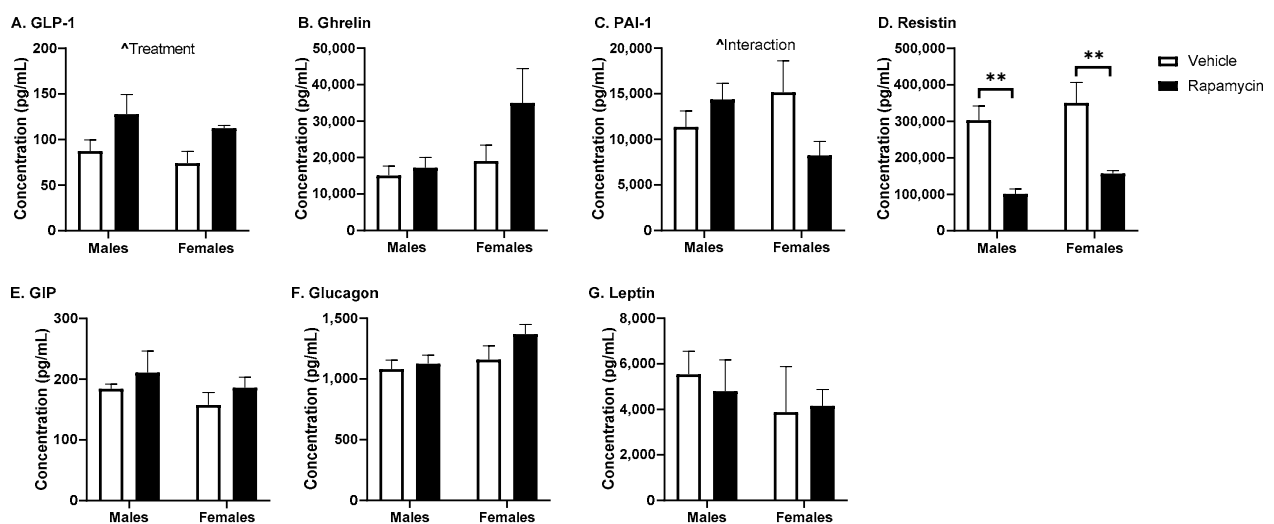 A. GLP-1
^Treatment
Concentration (pg/mL)
200
150
100
50
0
Males Females
B. Ghrelin
Concentration (pg/mL)
50,000
40,000
30,000
20,000
10,000
0
Males Females
C. PAI-1
^Interaction
Concentration (pg/mL)
20,000
15,000
10,000
5,000
0
Males Females
D. Resistin
Concentration (pg/mL)
500,000
400,000
300,000
200,000
100,000
0
**
**
Males Females
Vehicle
Rapamycin
E. GIP
Concentration (pg/mL)
300
200
100
0
Males Females
F. Glucagon
Concentration (pg/mL)
1,500
1,000
500
0
Males Females
G. Leptin
Concentration (pg/mL)
8,000
6,000
4,000
2,000
0
Males Females